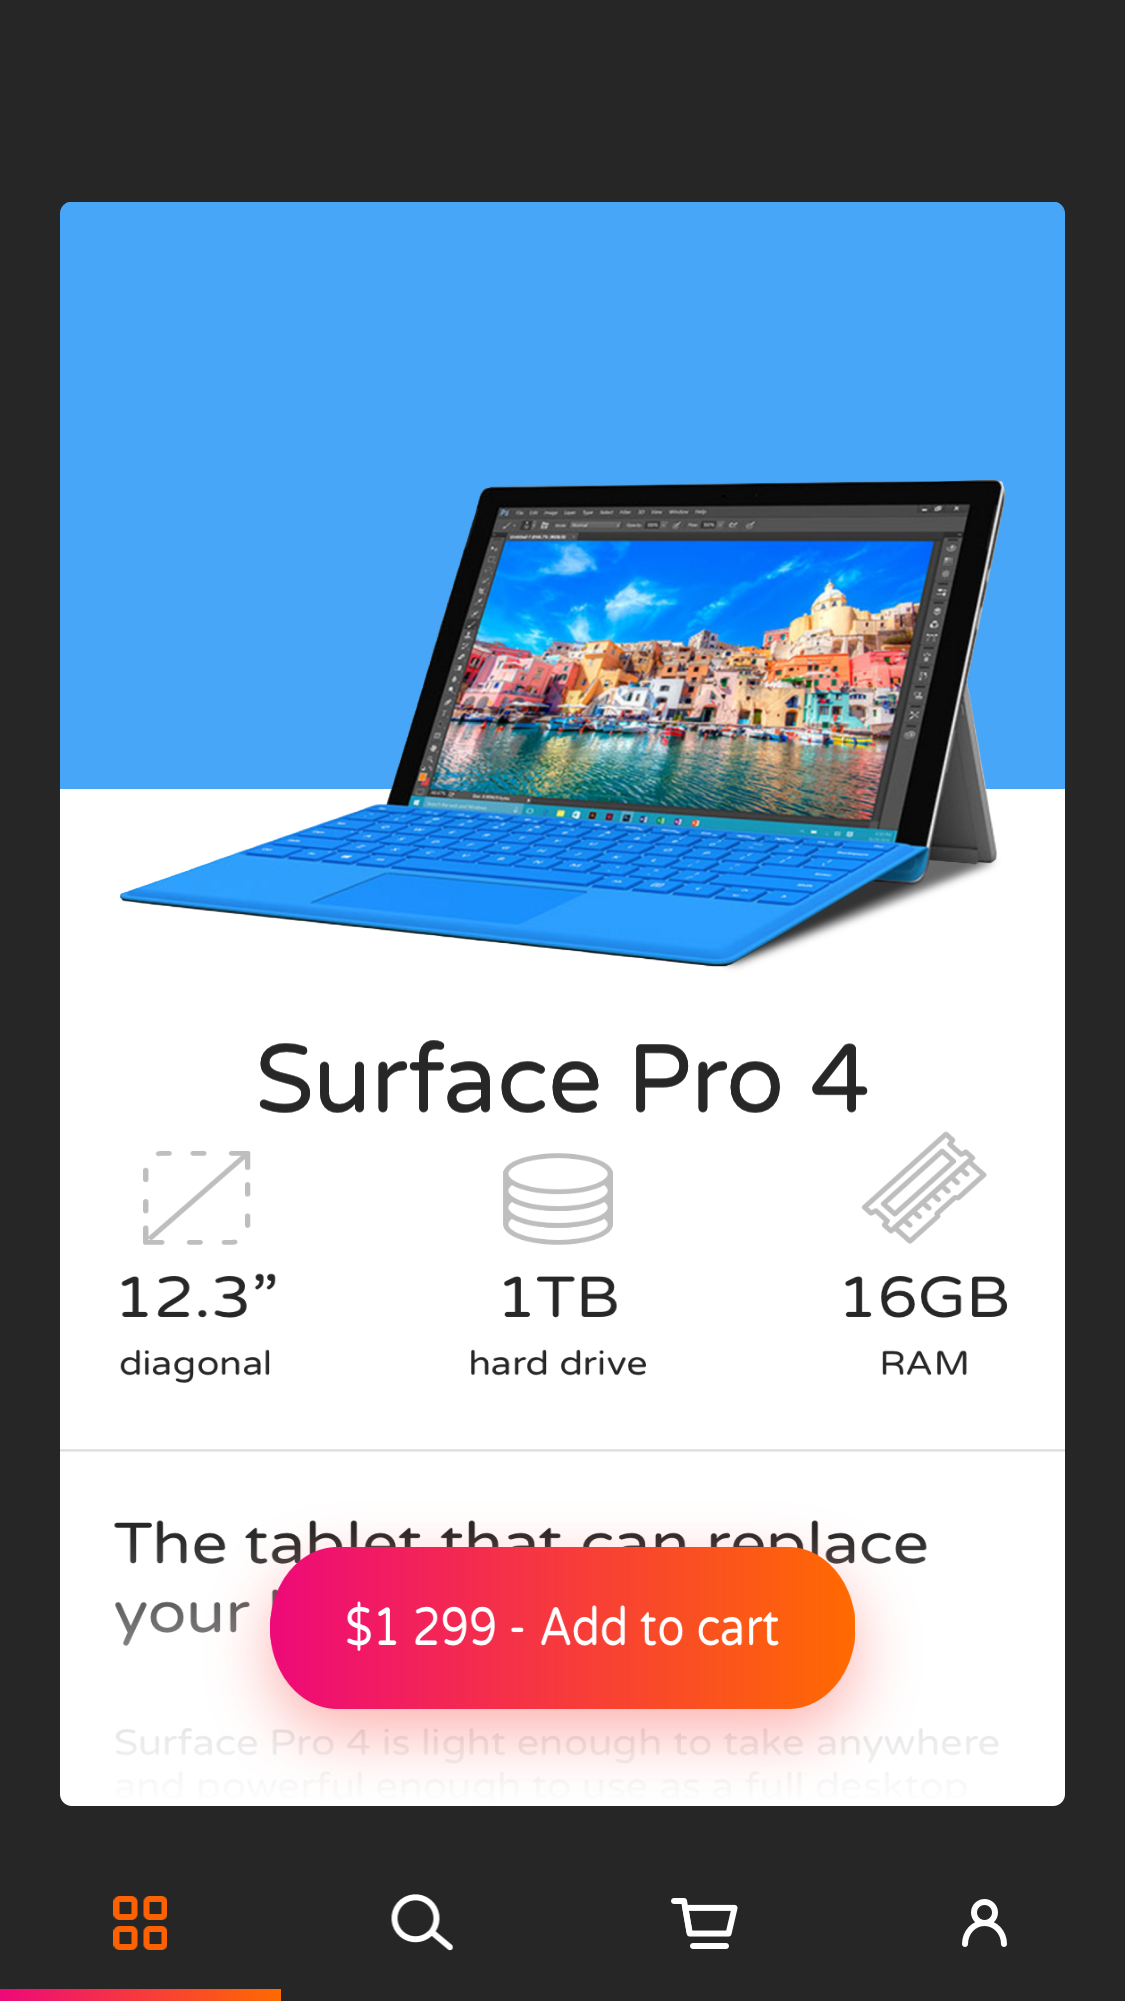 Surface Pro 4
12.3”
1TB
16GB
diagonal
hard drive
RAM
The tablet that can replace
your
$1 299 - Add to cart
Surface Pro 4 is light enough to take anywhere
and powerful enough to use as a full desktop